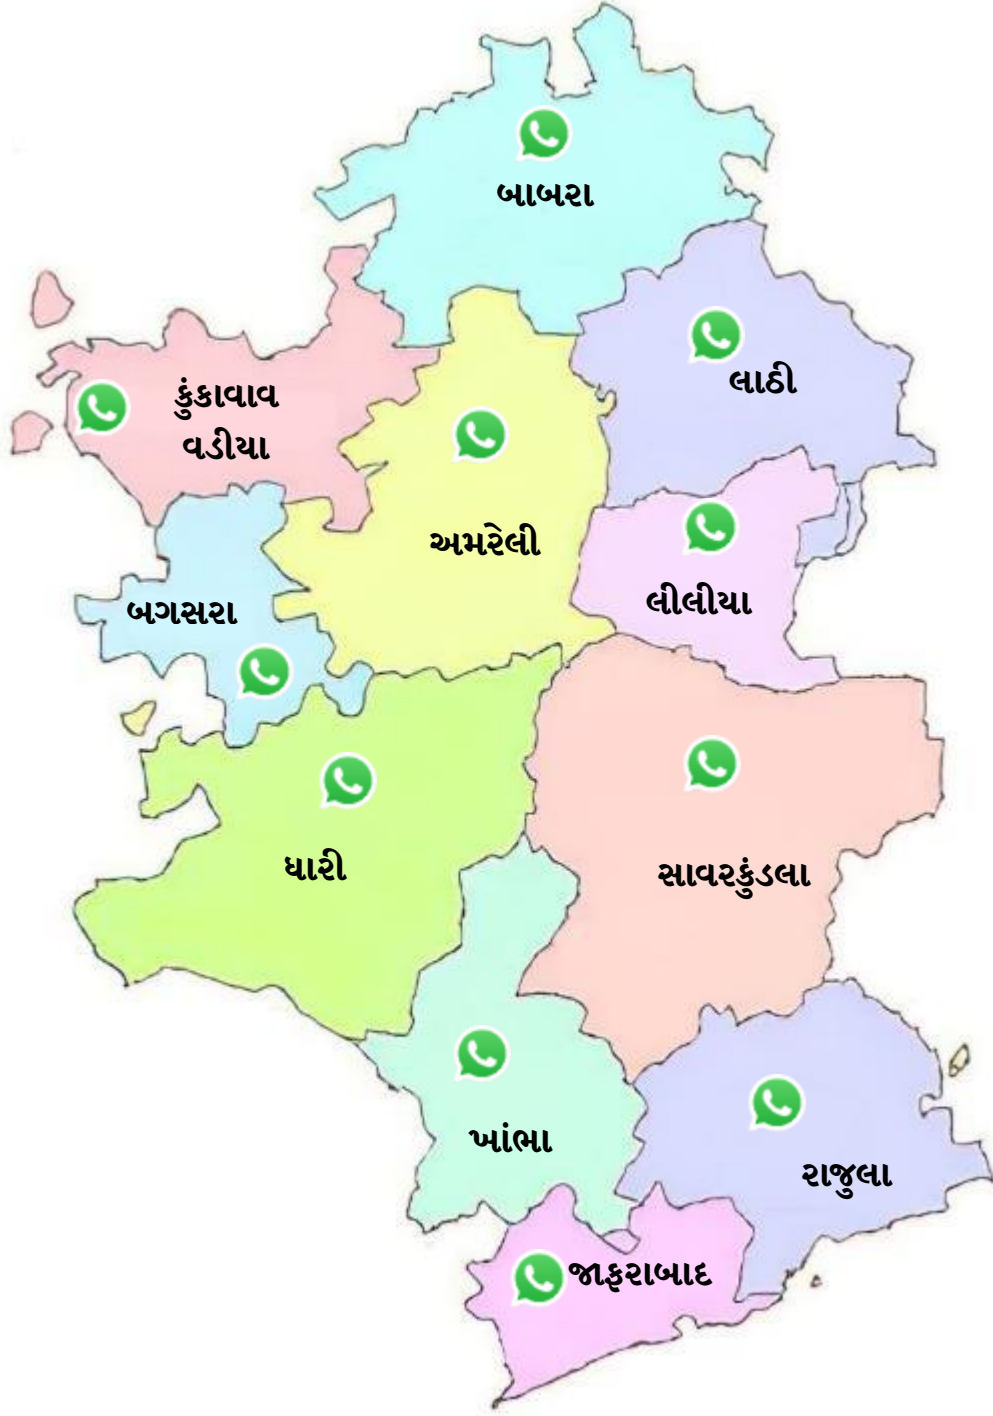 બાબરા
લાઠી
કુંકાવાવ
વડીયા
અમરેલી
લીલીયા
બગસરા
ધારી
સાવરકુંડલા
ખાંભા
રાજુલા
જાફરાબાદ